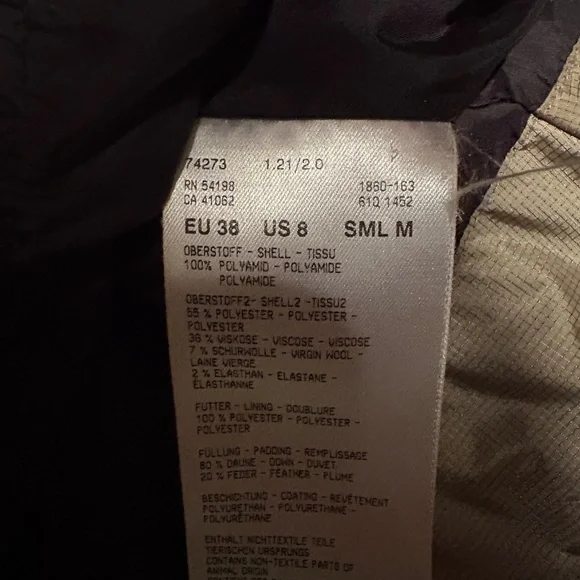 74273 1.21/2.0
RN 54198 1860-163
CA 41062 610 1452
EU 38 US 8 SML M
OBERSTOFF - SHELL - TISSU
100% POLYAMID - POLYAMIDE
POLYAMIDE
OBERSTOFF2- SHELL2 -TISSU2
55 % POLYESTER - POLYESTER -
POLYESTER
36 % VISKOSE - VISCOSE - VISCOSE
7 % SCHURWOLLE - VIRGIN WOOL -
LAINE VIERGE
2 % ELASTHAN - ELASTANE -
ELASTHANNE
FUTTER - LINING - DOUBLURE
100 % POLYESTER - POLYESTER -
POLYESTER
FÜLLUNG - PADDING - REMPLISSAGE
80 % DAUNE - DOWN - DUVET
20 % FEDER - FEATHER - PLUME
BESCHICHTUNG - COATING - REVÊTEMENT
POLYURETHAN - POLYURETHANE -
POLYURÉTHANE
ENTHALT NICHTTEXTILE TEILE
TIERISCHEN URSPRUNGS
CONTAINS NON-TEXTILE PARTS OF
ANIMAL ORIGIN